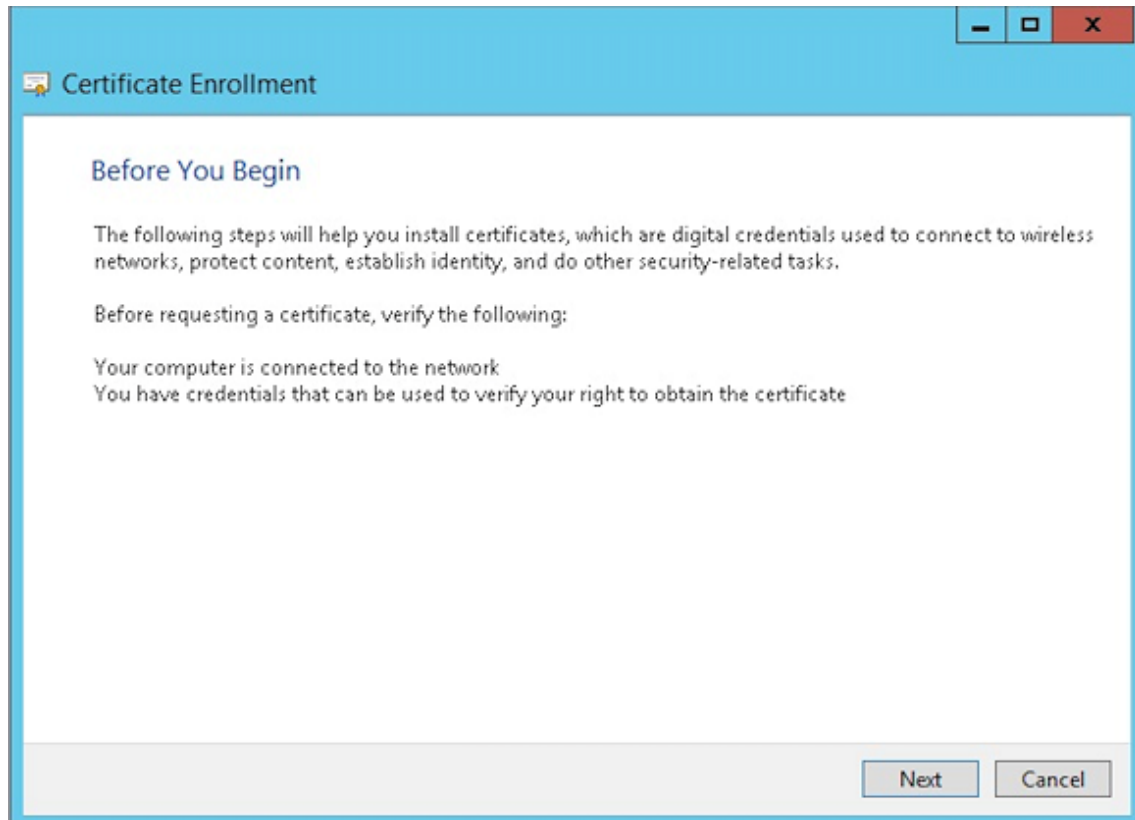 Certificate Enrollment
Before You Begin
The following steps will help you install certificates, which are digital credentials used to connect to wireless
networks, protect content, establish identity, and do other security-related tasks.
Before requesting a certificate, verify the following:
Your computer is connected to the network
You have credentials that can be used to verify your right to obtain the certificate
Next Cancel